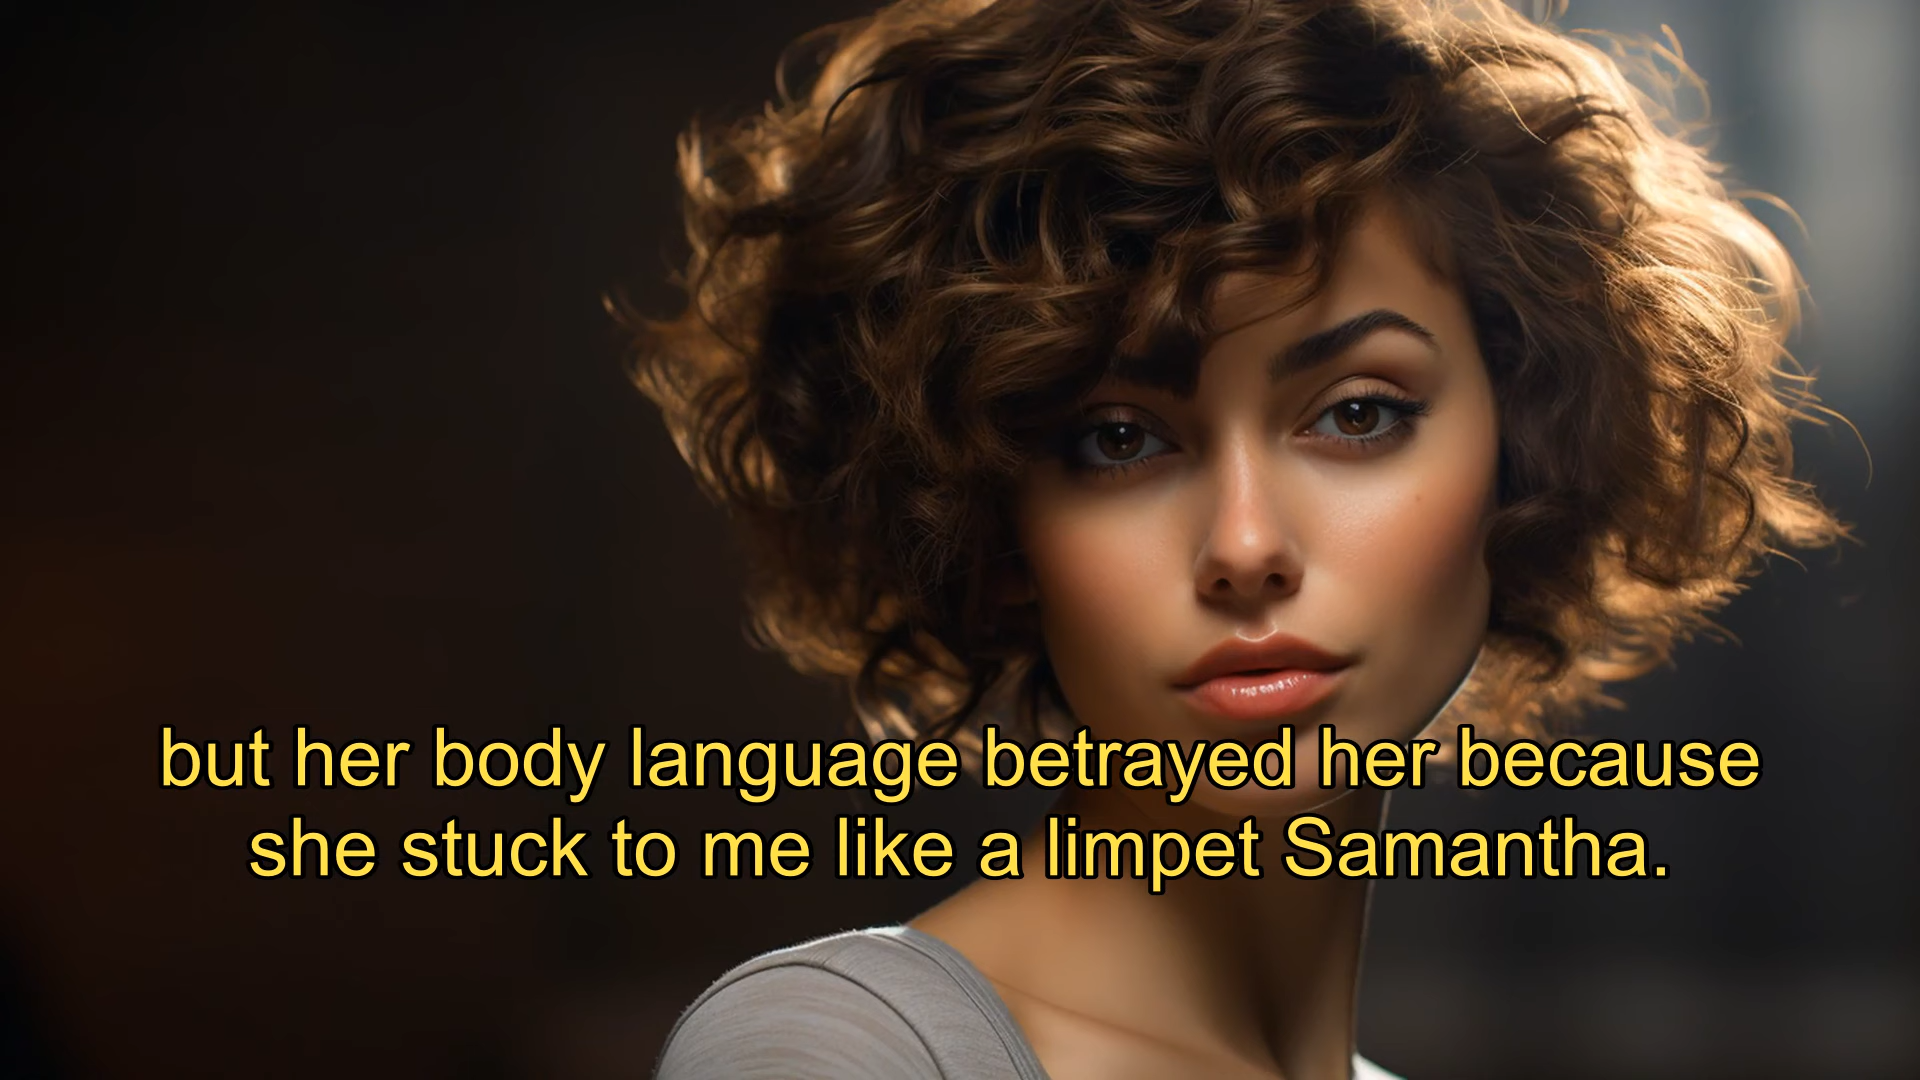 but her body language betrayed her because
she stuck to me like a limpet Samantha.